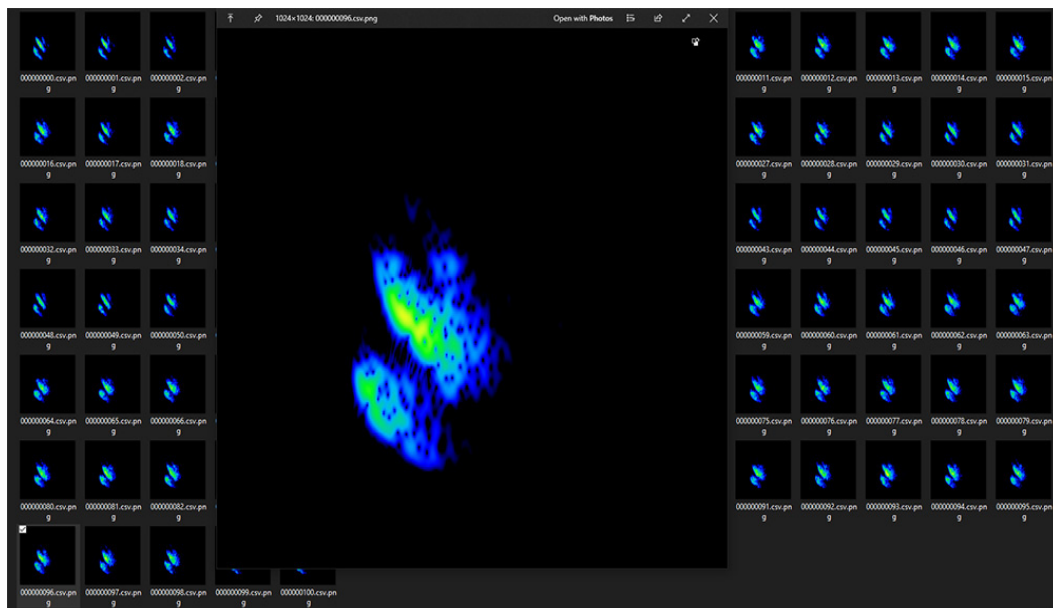 1024×1024: 000000096.csv.png Open with Photos
000000000.csv.pn 000000001.csv.pn 000000002.csv.pn 000000011.csv.pn 000000012.csv.pn 000000013.csv.pn 000000014.csv.pn 000000015.csv.pn
g g g g g g g g
000000016.csv.pn 000000017.csv.pn 000000018.csv.pn 000000027.csv.pn 000000028.csv.pn 000000029.csv.pn 000000030.csv.pn 000000031.csv.pn
g g g g g g g g
000000032.csv.pn 000000033.csv.pn 000000034.csv.pn 000000043.csv.pn 000000044.csv.pn 000000045.csv.pn 000000046.csv.pn 000000047.csv.pn
g g g g g g g g
000000048.csv.pn 000000049.csv.pn 000000050.csv.pn 000000059.csv.pn 000000060.csv.pn 000000061.csv.pn 000000062.csv.pn 000000063.csv.pn
g g g g g g g g
000000064.csv.pn 000000065.csv.pn 000000066.csv.pn 000000075.csv.pn 000000076.csv.pn 000000077.csv.pn 000000078.csv.pn 000000079.csv.pn
g g g g g g g g
000000080.csv.pn 000000081.csv.pn 000000082.csv.pn 000000091.csv.pn 000000092.csv.pn 000000093.csv.pn 000000094.csv.pn 000000095.csv.pn
g g g g g g g g
000000096.csv.pn 000000097.csv.pn 000000098.csv.pn 000000099.csv.pn 000000100.csv.pn
g g g g g